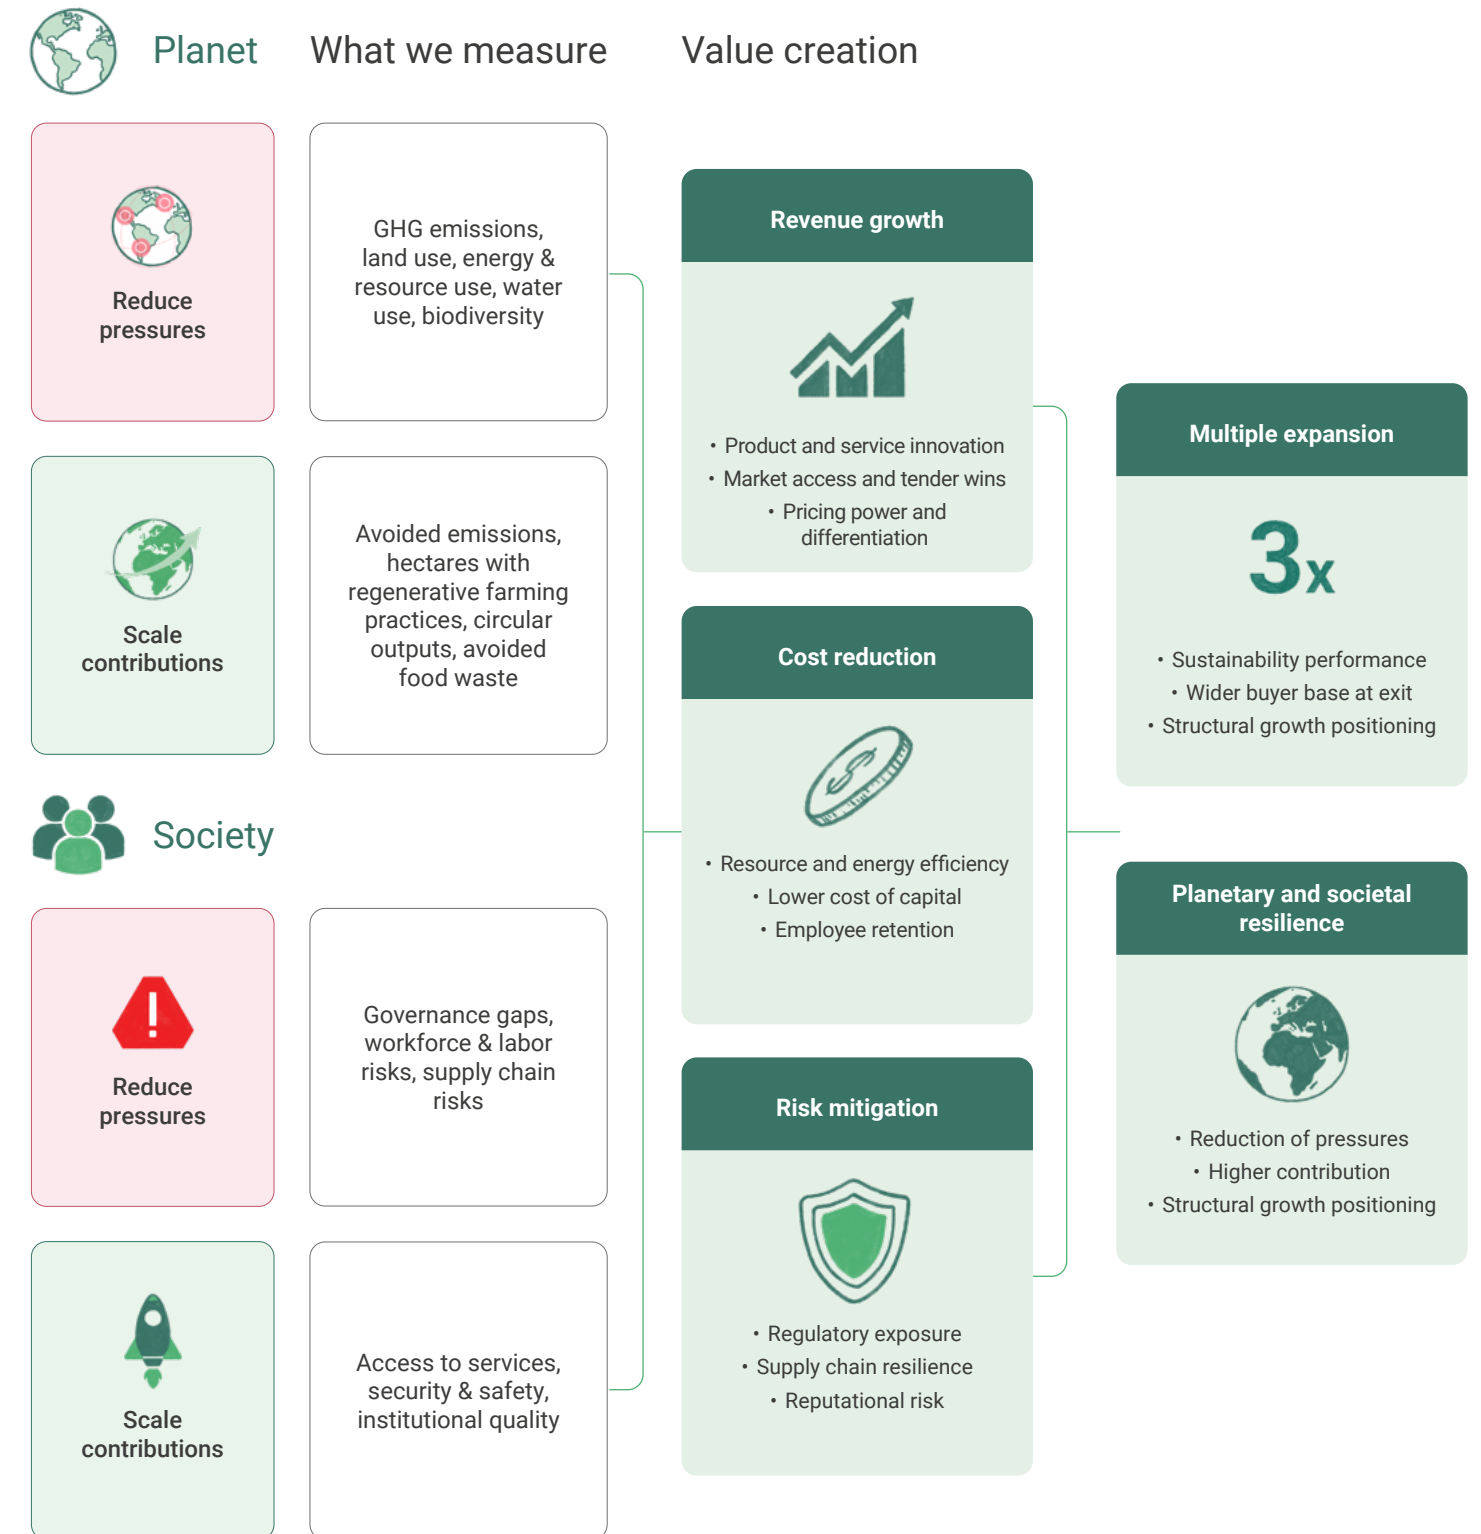 Planet
What we measure
Value creation
Reduce
pressures
GHG emissions,
land use, energy &
resource use, water
use, biodiversity
Scale
contributions
Avoided emissions,
hectares with
regenerative farming
practices, circular
outputs, avoided
food waste
Society
Reduce
pressures
Governance gaps,
workforce & labor
risks, supply chain
risks
Scale
contributions
Access to services,
security & safety,
institutional quality
Revenue growth
• Product and service innovation
• Market access and tender wins
• Pricing power and
differentiation
Cost reduction
• Resource and energy efficiency
• Lower cost of capital
• Employee retention
Risk mitigation
• Regulatory exposure
• Supply chain resilience
• Reputational risk
Multiple expansion
3x
• Sustainability performance
• Wider buyer base at exit
• Structural growth positioning
Planetary and societal
resilience
• Reduction of pressures
• Higher contribution
• Structural growth positioning